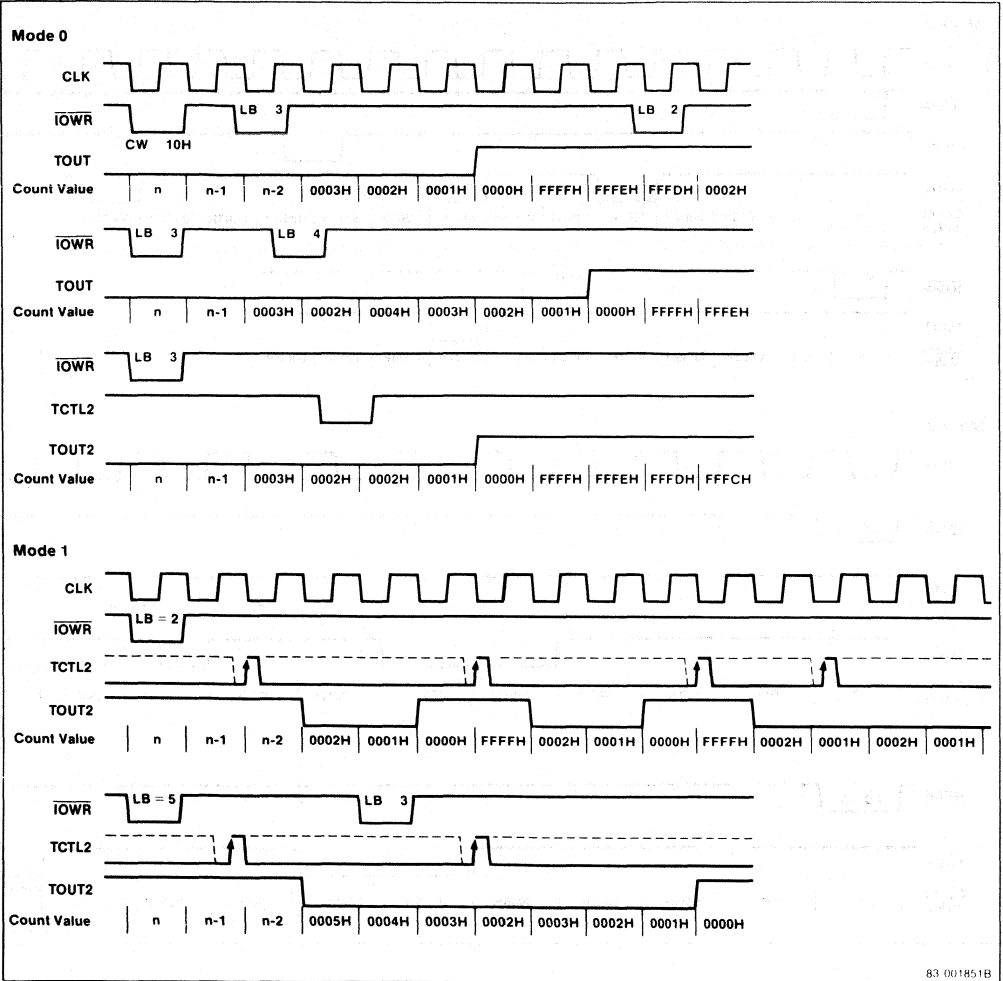 Mode 0
CLK
IOWR LB 3 LB 2
CW 10H
TOUT
Count Value n n-1 n-2 0003H 0002H 0001H 0000H FFFFH FFFEH FFFDH 0002H
IOWR LB 3 LB 4
TOUT
Count Value n n-1 0003H 0002H 0004H 0003H 0002H 0001H 0000H FFFFH FFFEH
IOWR LB 3
TCTL2
TOUT2
Count Value n n-1 0003H 0002H 0002H 0001H 0000H FFFFH FFFEH FFFDH FFFCH
Mode 1
CLK
IOWR LB = 2
TCTL2
TOUT2
Count Value n n-1 n-2 0002H 0001H 0000H FFFFH 0002H 0001H 0000H FFFFH 0002H 0001H 0002H 0001H
IOWR LB = 5 LB 3
TCTL2
TOUT2
Count Value n n-1 n-2 0005H 0004H 0003H 0002H 0003H 0002H 0001H 0000H
83-001851B